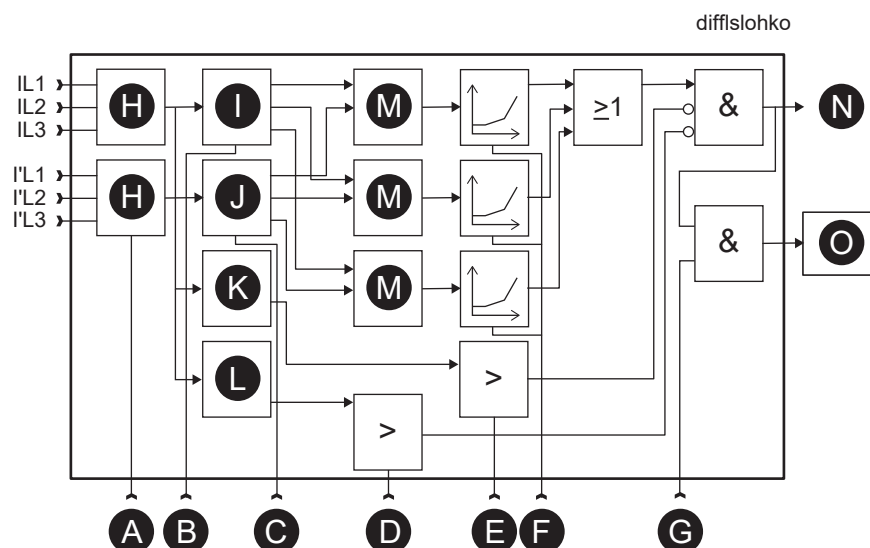 difflslohko
IL1
IL2
IL3
I'L1
I'L2
I'L3
H
I
M
≥1
&
N
H
J
M
&
O
K
M
L
>
>
A
B
C
D
E
F
G